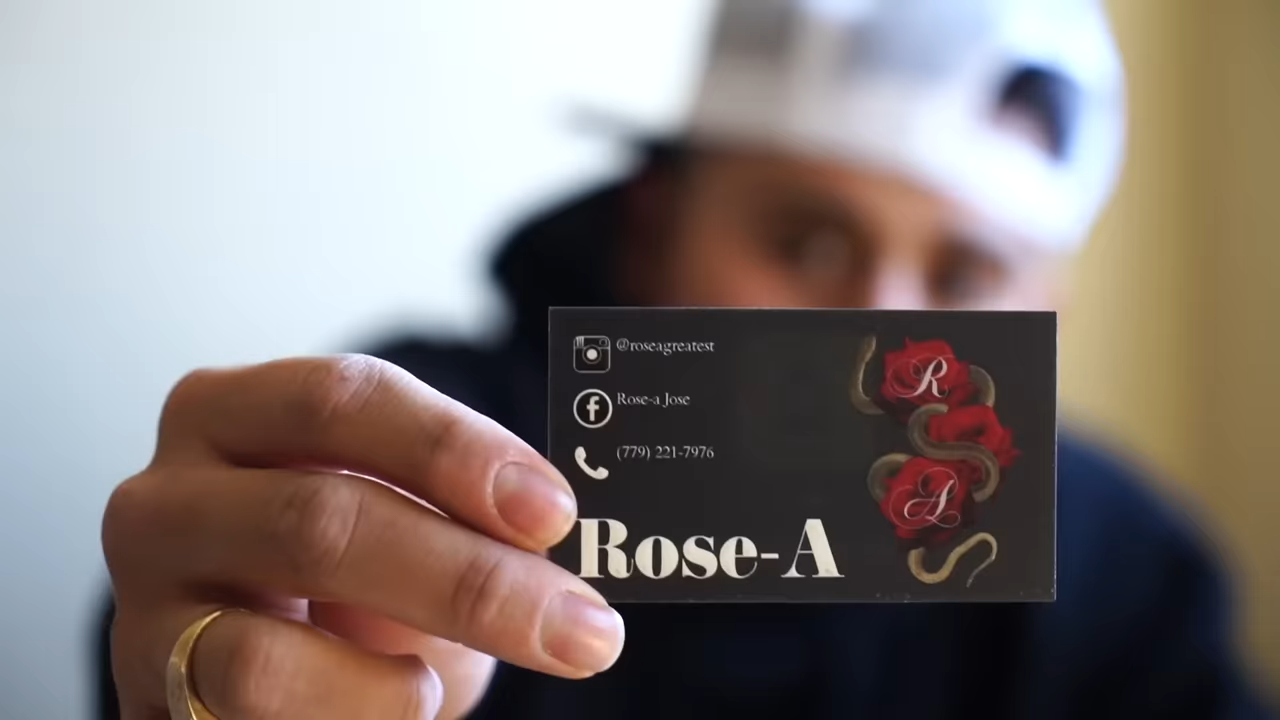 @roseagreatest
Rose-a Jose
(779) 221-7976
Rose-A
R
A